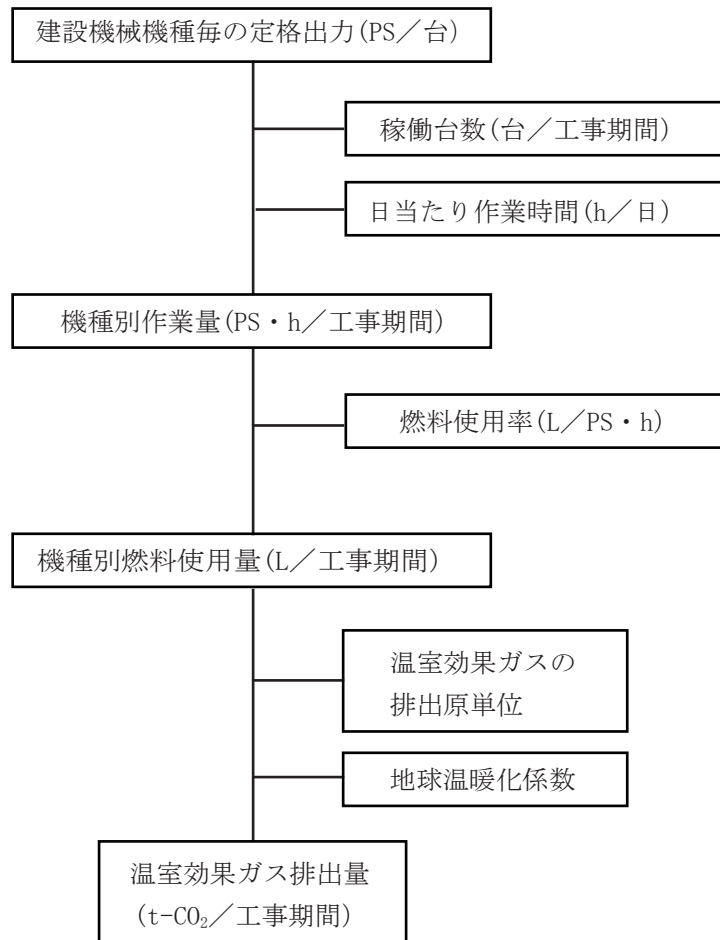 建設機械機種毎の定格出力(PS／台)
稼働台数(台／工事期間)
日当たり作業時間(h／日)
機種別作業量(PS・h／工事期間)
燃料使用率(L／PS・h)
機種別燃料使用量(L／工事期間)
温室効果ガスの
排出原単位
地球温暖化係数
温室効果ガス排出量
(t-CO₂／工事期間)